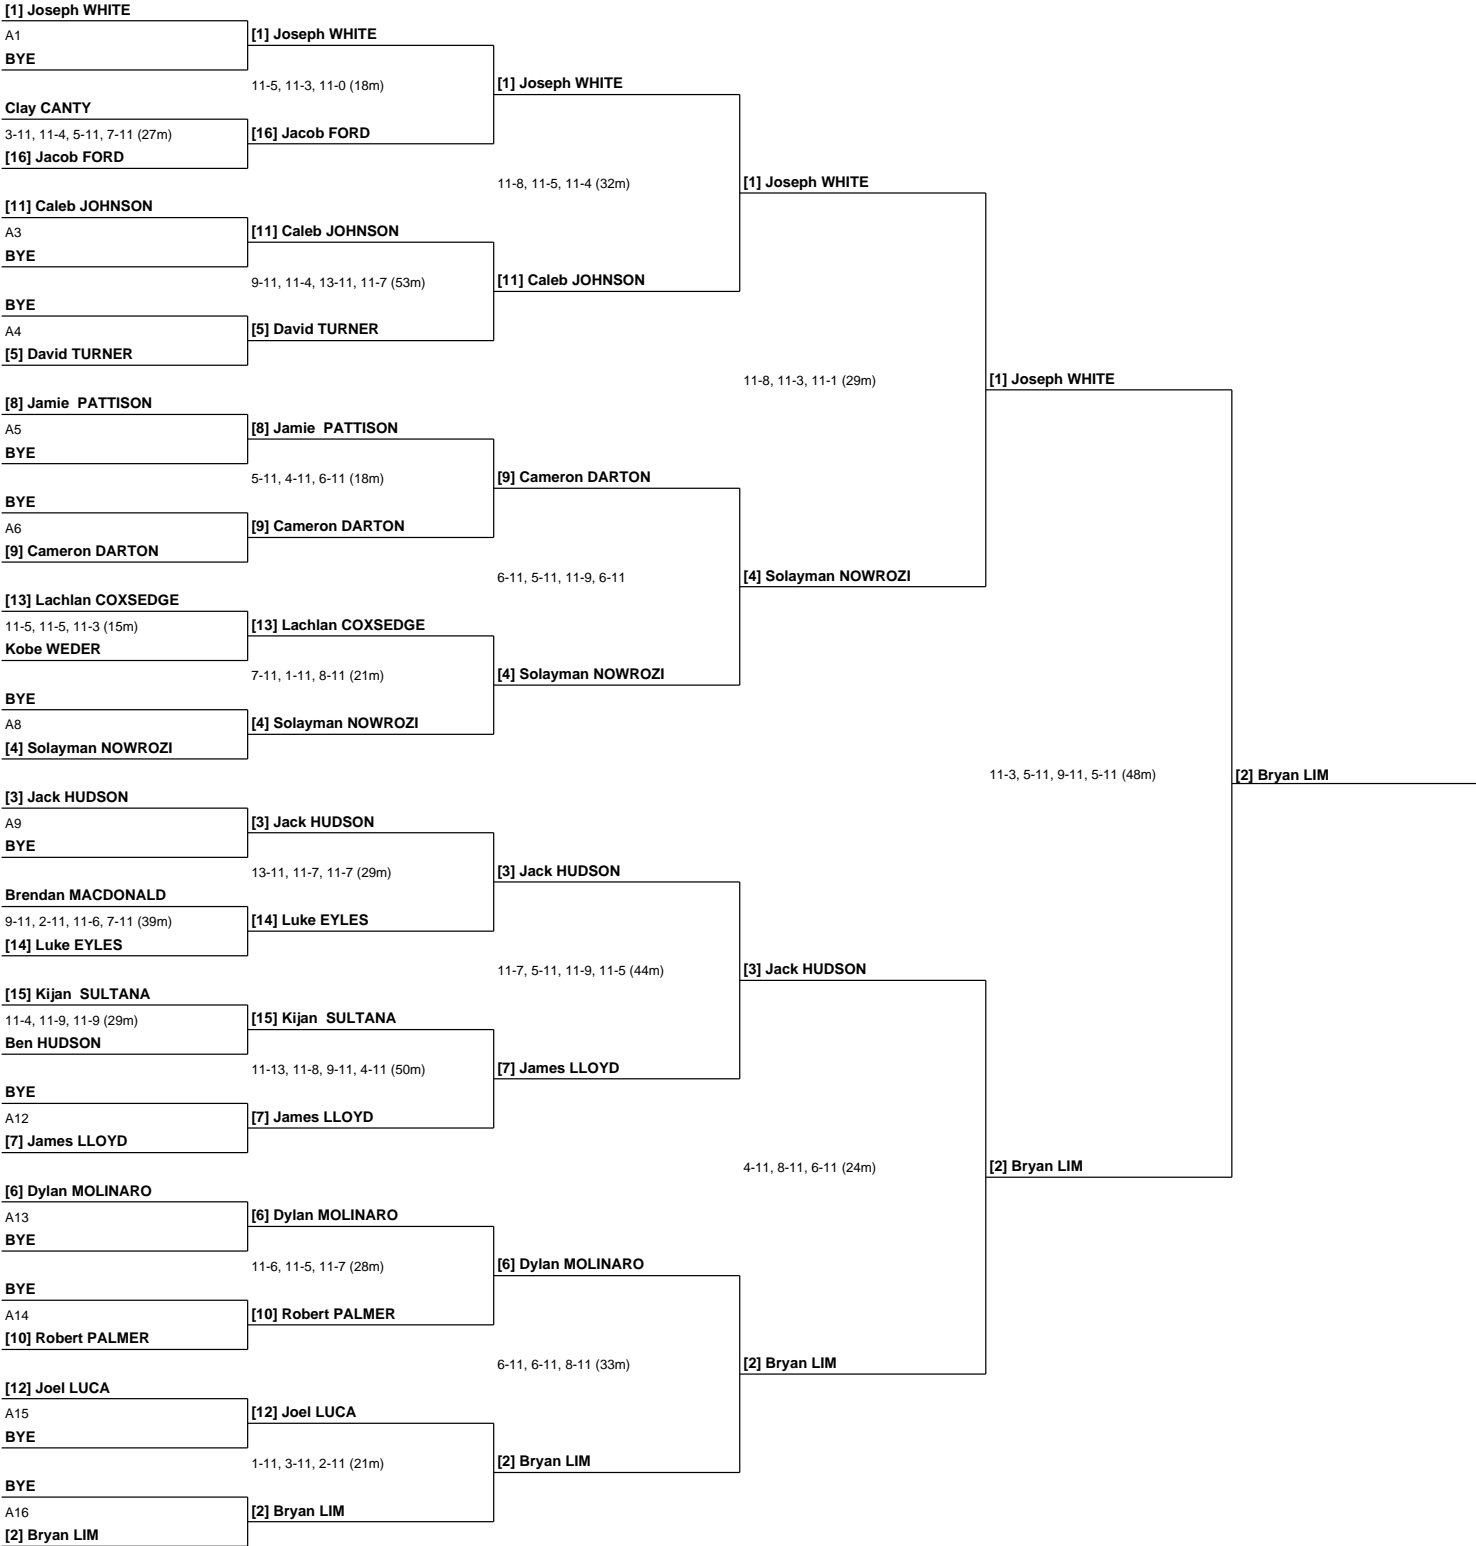 [1] Joseph WHITE
A1
BYE
Clay CANTY
3-11, 11-4, 5-11, 7-11 (27m)
[16] Jacob FORD
[11] Caleb JOHNSON
A3
BYE
BYE
A4
[5] David TURNER
[8] Jamie  PATTISON
A5
BYE
BYE
A6
[9] Cameron DARTON
[13] Lachlan COXSEDGE
11-5, 11-5, 11-3 (15m)
Kobe WEDER
BYE
A8
[4] Solayman NOWROZI
[3] Jack HUDSON
A9
BYE
Brendan MACDONALD
9-11, 2-11, 11-6, 7-11 (39m)
[14] Luke EYLES
[15] Kijan  SULTANA
11-4, 11-9, 11-9 (29m)
Ben HUDSON
BYE
A12
[7] James LLOYD
[6] Dylan MOLINARO
A13
BYE
BYE
A14
[10] Robert PALMER
[12] Joel LUCA
A15
BYE
BYE
A16
[2] Bryan LIM
[1] Joseph WHITE
11-5, 11-3, 11-0 (18m)
[16] Jacob FORD
[11] Caleb JOHNSON
9-11, 11-4, 13-11, 11-7 (53m)
[5] David TURNER
[8] Jamie  PATTISON
5-11, 4-11, 6-11 (18m)
[9] Cameron DARTON
[13] Lachlan COXSEDGE
7-11, 1-11, 8-11 (21m)
[4] Solayman NOWROZI
[3] Jack HUDSON
13-11, 11-7, 11-7 (29m)
[14] Luke EYLES
[15] Kijan  SULTANA
11-13, 11-8, 9-11, 4-11 (50m)
[7] James LLOYD
[6] Dylan MOLINARO
11-6, 11-5, 11-7 (28m)
[10] Robert PALMER
[12] Joel LUCA
1-11, 3-11, 2-11 (21m)
[2] Bryan LIM
[1] Joseph WHITE
11-8, 11-5, 11-4 (32m)
[11] Caleb JOHNSON
[9] Cameron DARTON
6-11, 5-11, 11-9, 6-11
[4] Solayman NOWROZI
[3] Jack HUDSON
11-7, 5-11, 11-9, 11-5 (44m)
[7] James LLOYD
[6] Dylan MOLINARO
6-11, 6-11, 8-11 (33m)
[2] Bryan LIM
[1] Joseph WHITE
11-8, 11-3, 11-1 (29m)
[4] Solayman NOWROZI
[3] Jack HUDSON
4-11, 8-11, 6-11 (24m)
[2] Bryan LIM
[1] Joseph WHITE
11-3, 5-11, 9-11, 5-11 (48m)
[2] Bryan LIM
[2] Bryan LIM